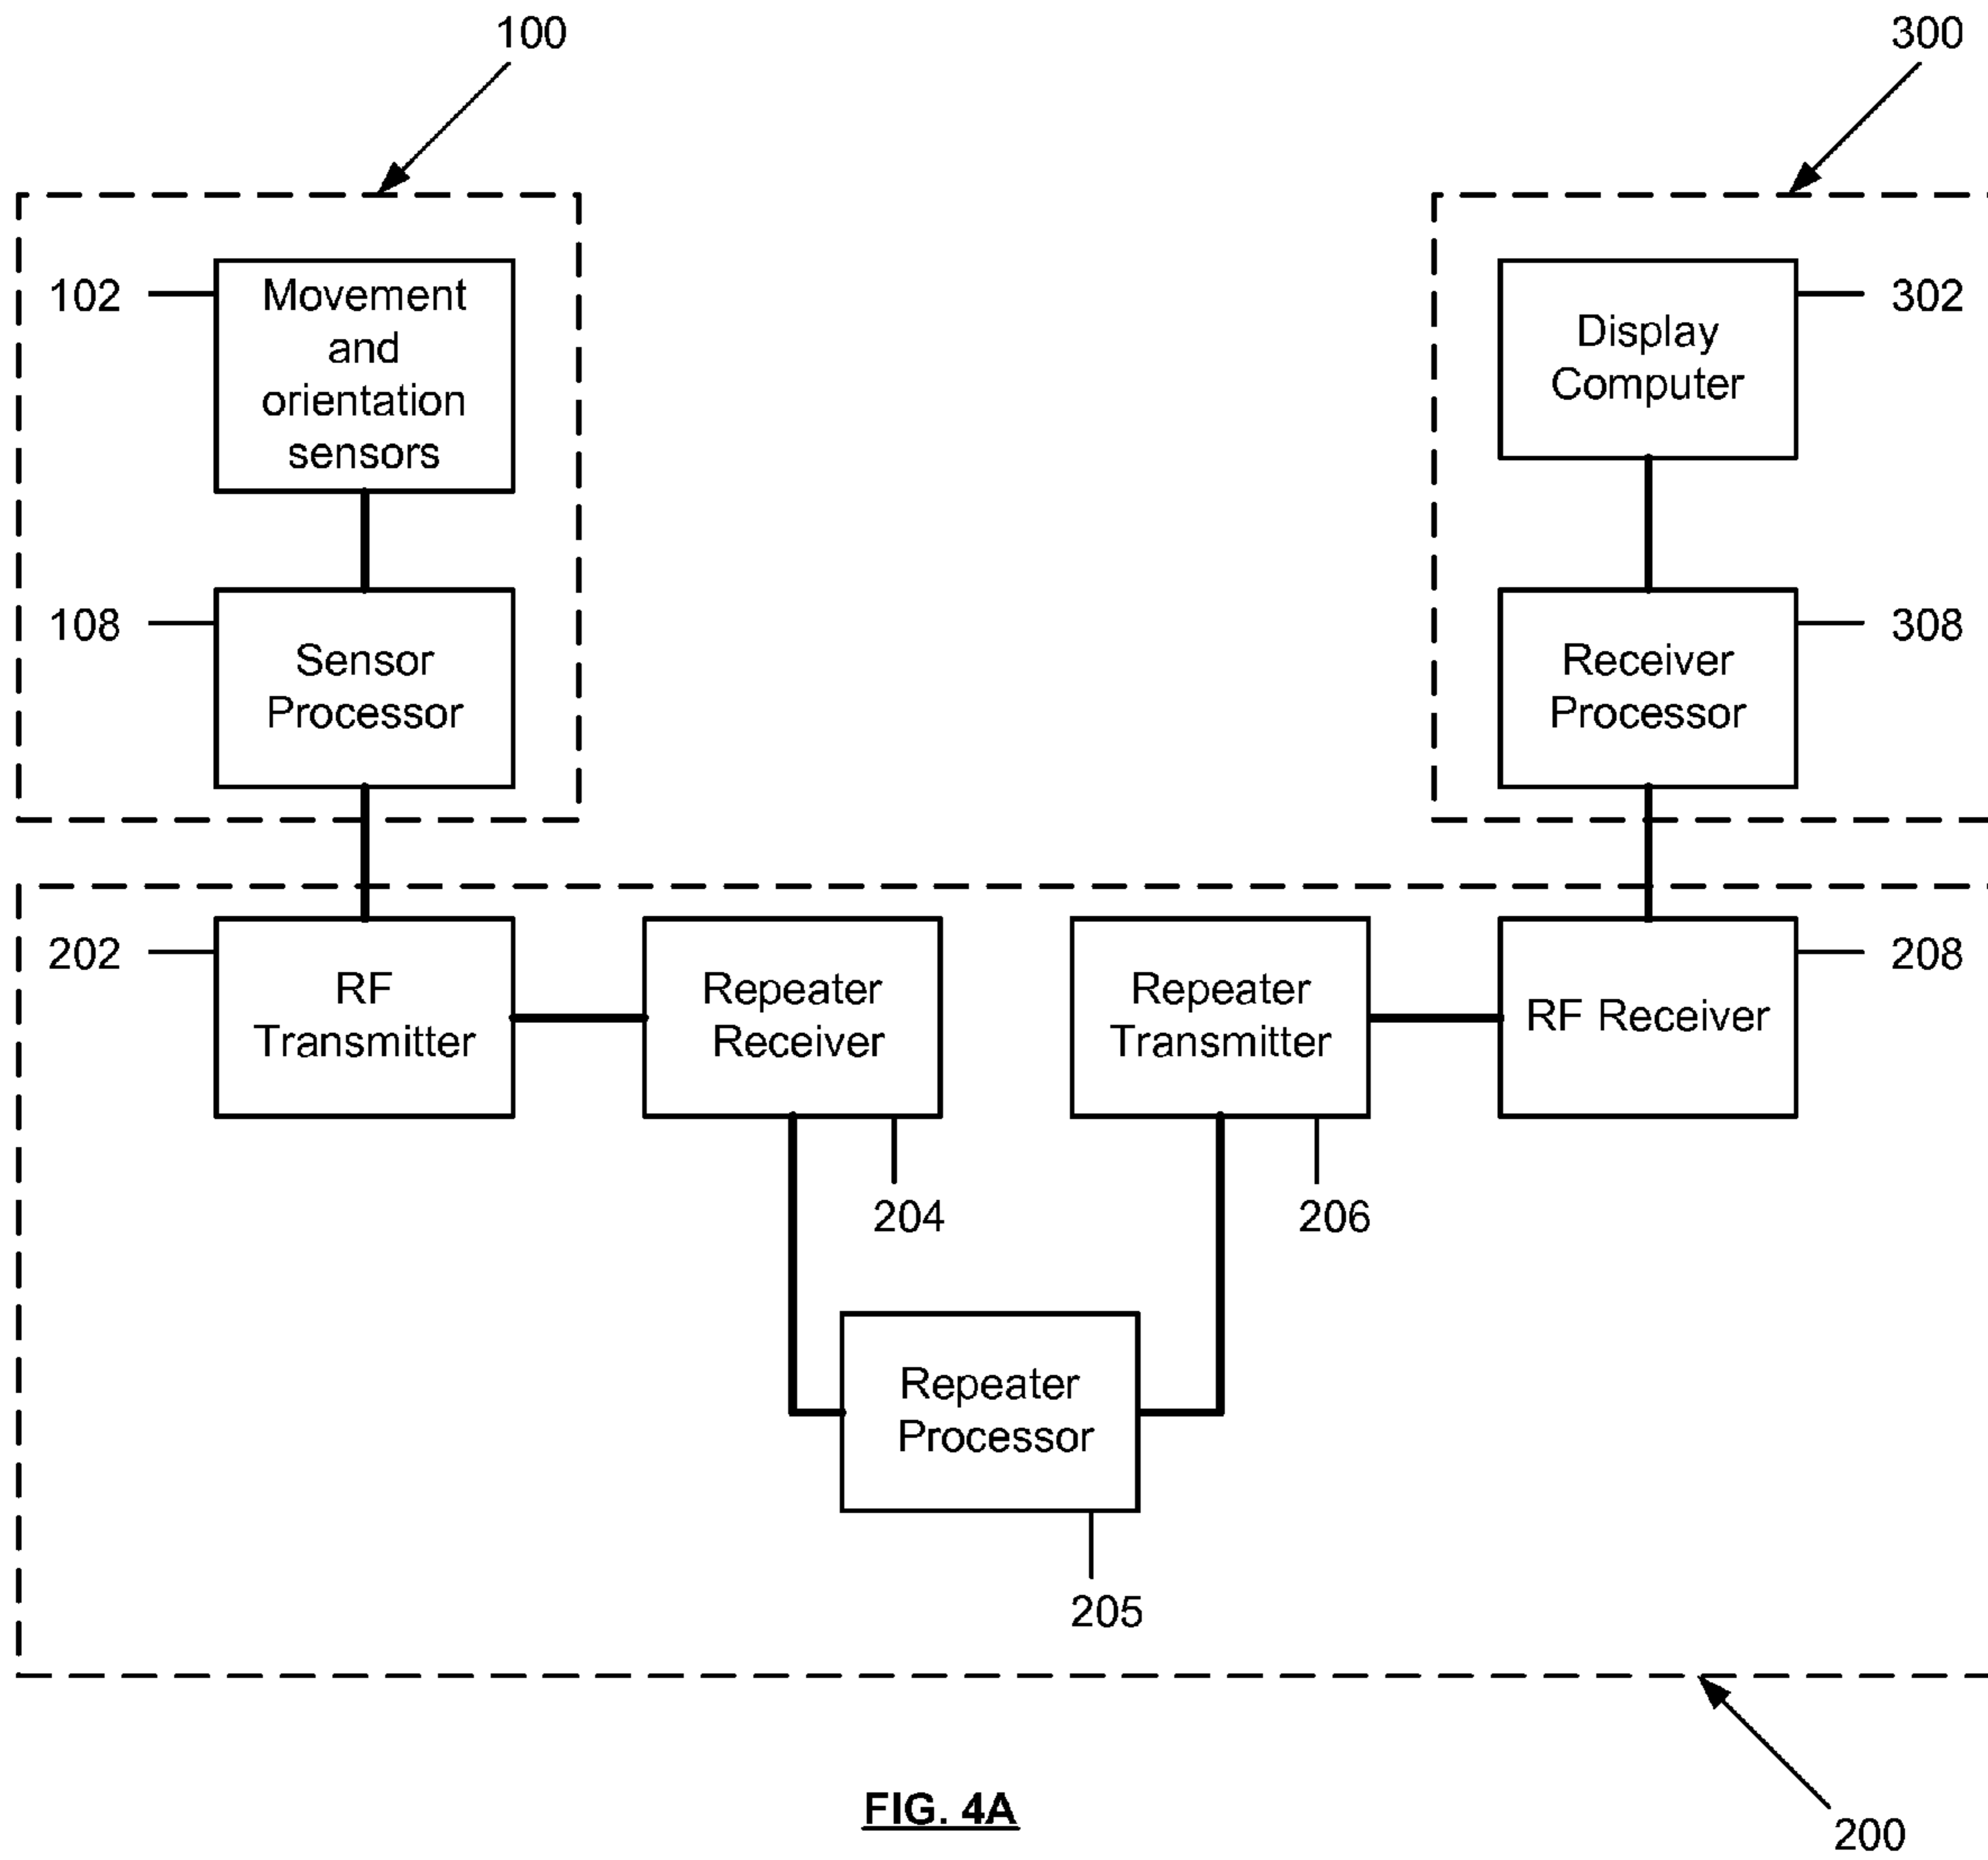 100
300
102
Movement
and
orientation
sensors
302
Display
Computer
108
Sensor
Processor
308
Receiver
Processor
202
RF
Transmitter
Repeater
Receiver
Repeater
Transmitter
RF Receiver
208
204
206
Repeater
Processor
205
FIG. 4A
200